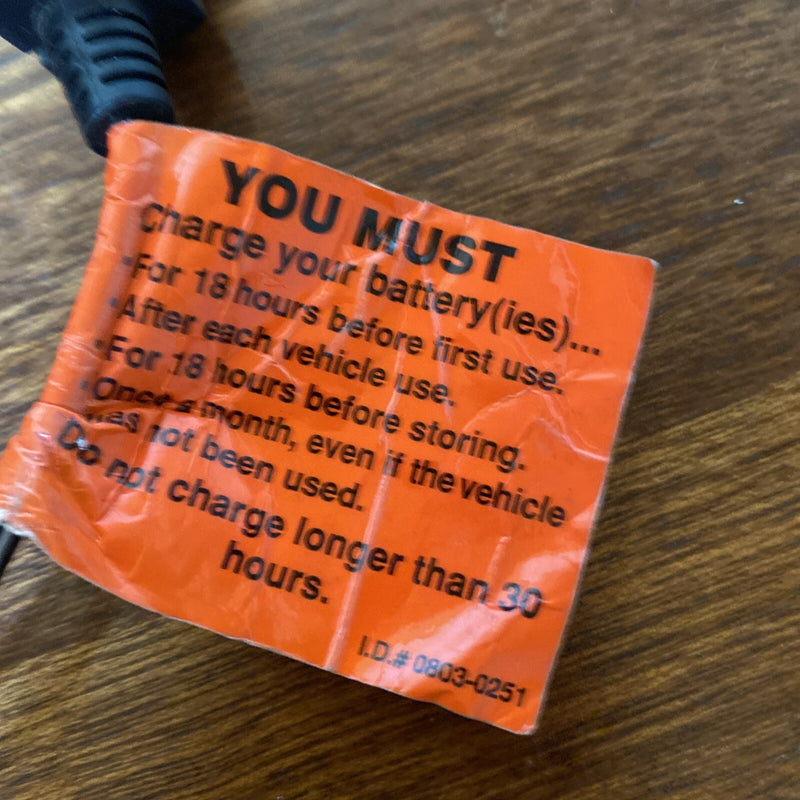 YOU MUST
Charge your battery(ies)...
•For 18 hours before first use.
•After each vehicle use.
•For 18 hours before storing.
•Once a month, even if the vehicle
has not been used.
Do not charge longer than 30
hours.
I.D.# 0803-0251